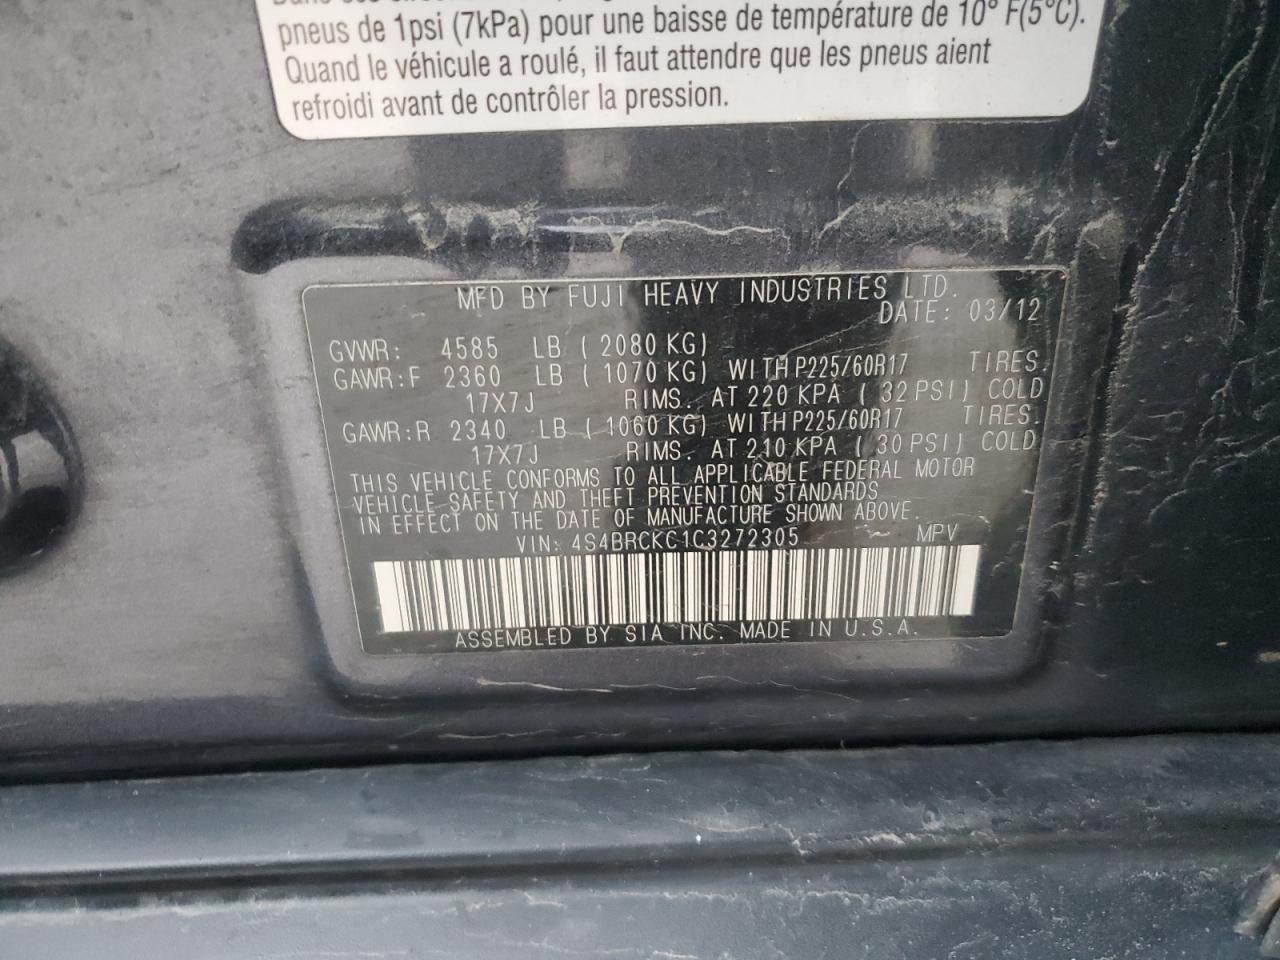 pneus de 1psi (7kPa) pour une baisse de température de 10° F(5°C).
Quand le véhicule a roulé, il faut attendre que les pneus aient
refroidi avant de contrôler la pression.
MFD BY FUJI HEAVY INDUSTRIES LTD.
DATE: 03/12
GVWR: 4585 LB ( 2080 KG)
GAWR:F 2360 LB ( 1070 KG) WITH P225/60R17 TIRES.
17X7J RIMS. AT 220 KPA ( 32 PSI) COLD
GAWR:R 2340 LB ( 1060 KG) WITH P225/60R17 TIRES.
17X7J RIMS. AT 210 KPA ( 30 PSI) COLD
THIS VEHICLE CONFORMS TO ALL APPLICABLE FEDERAL MOTOR
VEHICLE SAFETY AND THEFT PREVENTION STANDARDS
IN EFFECT ON THE DATE OF MANUFACTURE SHOWN ABOVE.
VIN: 4S4BRCKC1C3272305 MPV
ASSEMBLED BY SIA INC. MADE IN U.S.A.